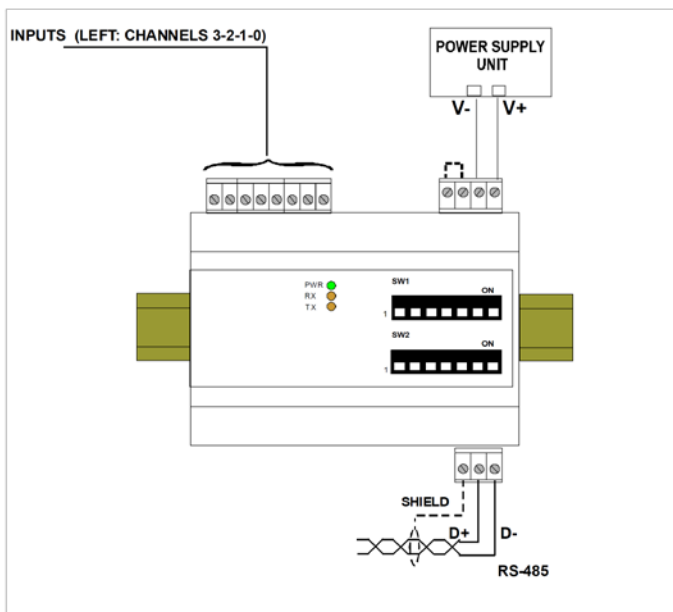 INPUTS (LEFT: CHANNELS 3-2-1-0)
POWER SUPPLY
UNIT
V-
V+
PWR
RX
TX
SW1
ON
1
SW2
ON
1
SHIELD
D+
D-
RS-485